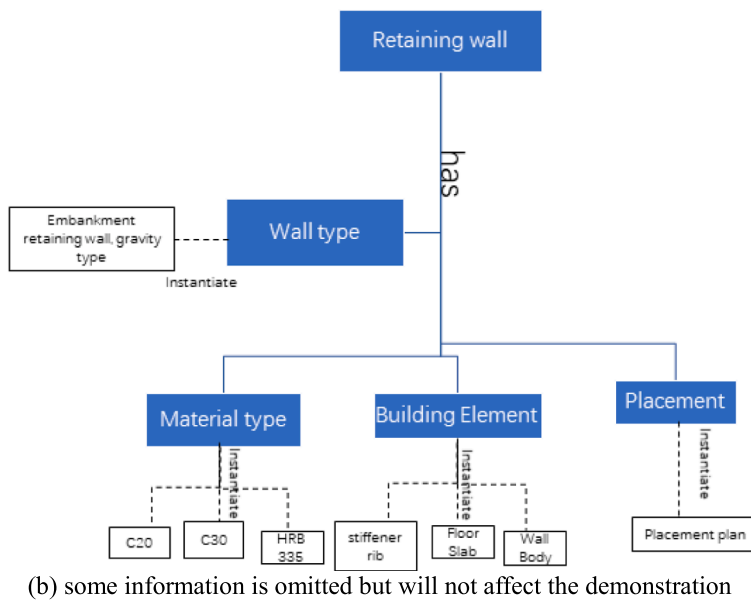 Retaining wall
has
Embankment
retaining wall, gravity
type
Wall type
Instantiate
Material type
Building Element
Placement
Instantiate
Instantiate
Instantiate
C20
C30
HRB
335
stiffener
rib
Floor
Slab
Wall
Body
Placement plan
(b) some information is omitted but will not affect the demonstration